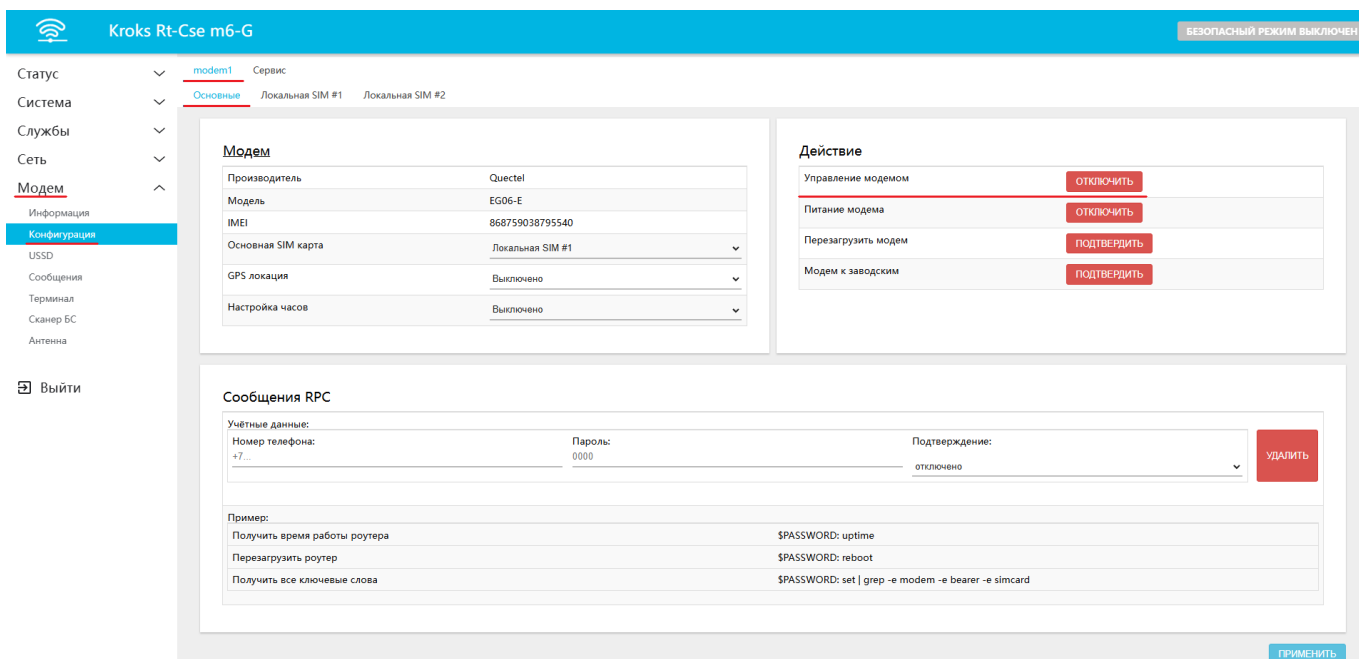 Kroks Rt-Cse m6-G
БЕЗОПАСНЫЙ РЕЖИМ ВЫКЛЮЧЕН
Статус
Система
Службы
Сеть
Модем
Информация
Конфигурация
USSD
Сообщения
Терминал
Сканер БС
Антенна
Выйти
modem1 Сервис
Основные Локальная SIM #1 Локальная SIM #2
Модем
Производитель Quectel
Модель EG06-E
IMEI 868759038795540
Основная SIM карта Локальная SIM #1
GPS локация Выключено
Настройка часов Выключено
Действие
Управление модемом ОТКЛЮЧИТЬ
Питание модема ОТКЛЮЧИТЬ
Перезагрузить модем ПОДТВЕРДИТЬ
Модем к заводским ПОДТВЕРДИТЬ
Сообщения RPC
Учётные данные:
Номер телефона: Пароль: Подтверждение:
+7... 0000 отключено
УДАЛИТЬ
Пример:
Получить время работы роутера $PASSWORD: uptime
Перезагрузить роутер $PASSWORD: reboot
Получить все ключевые слова $PASSWORD: set | grep -e modem -e bearer -e simcard
ПРИМЕНИТЬ